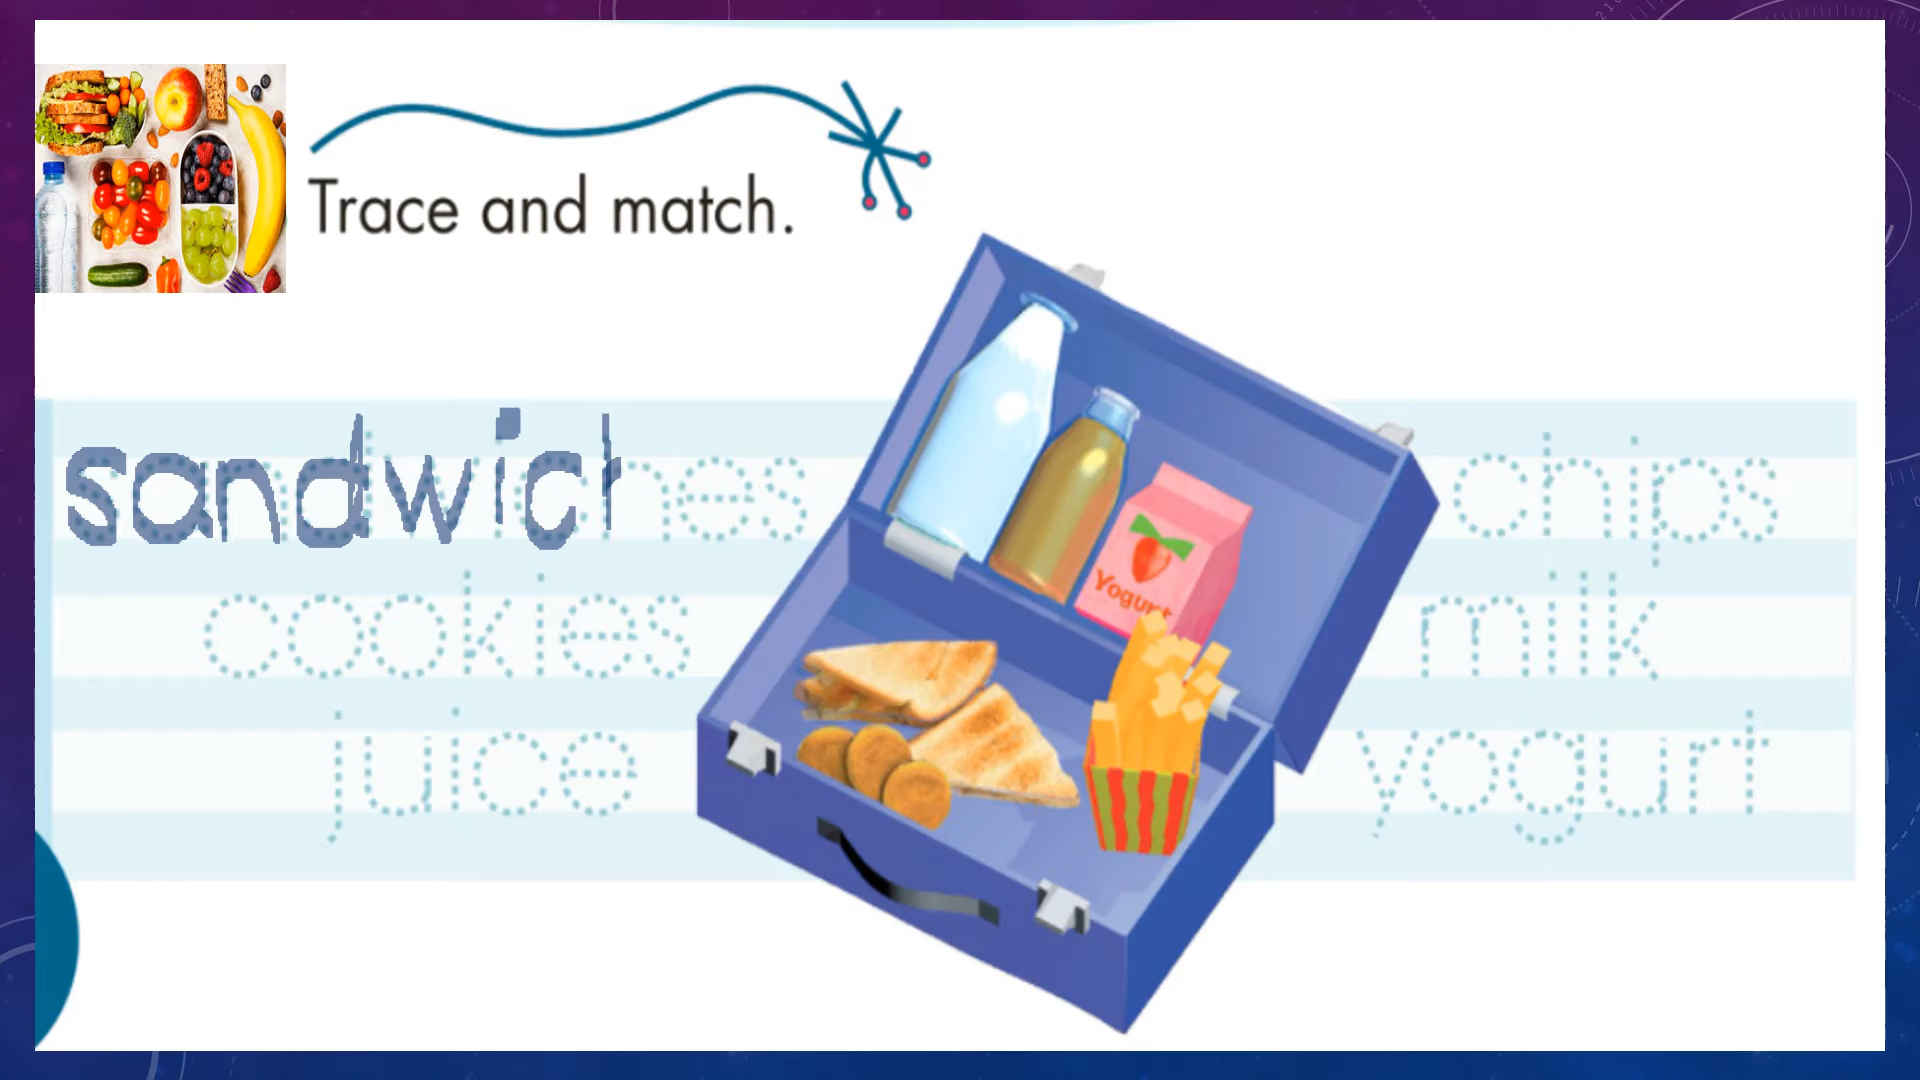 Trace and match.
sandwiches
cookies
juice
Yogurt
chips
milk
yogurt